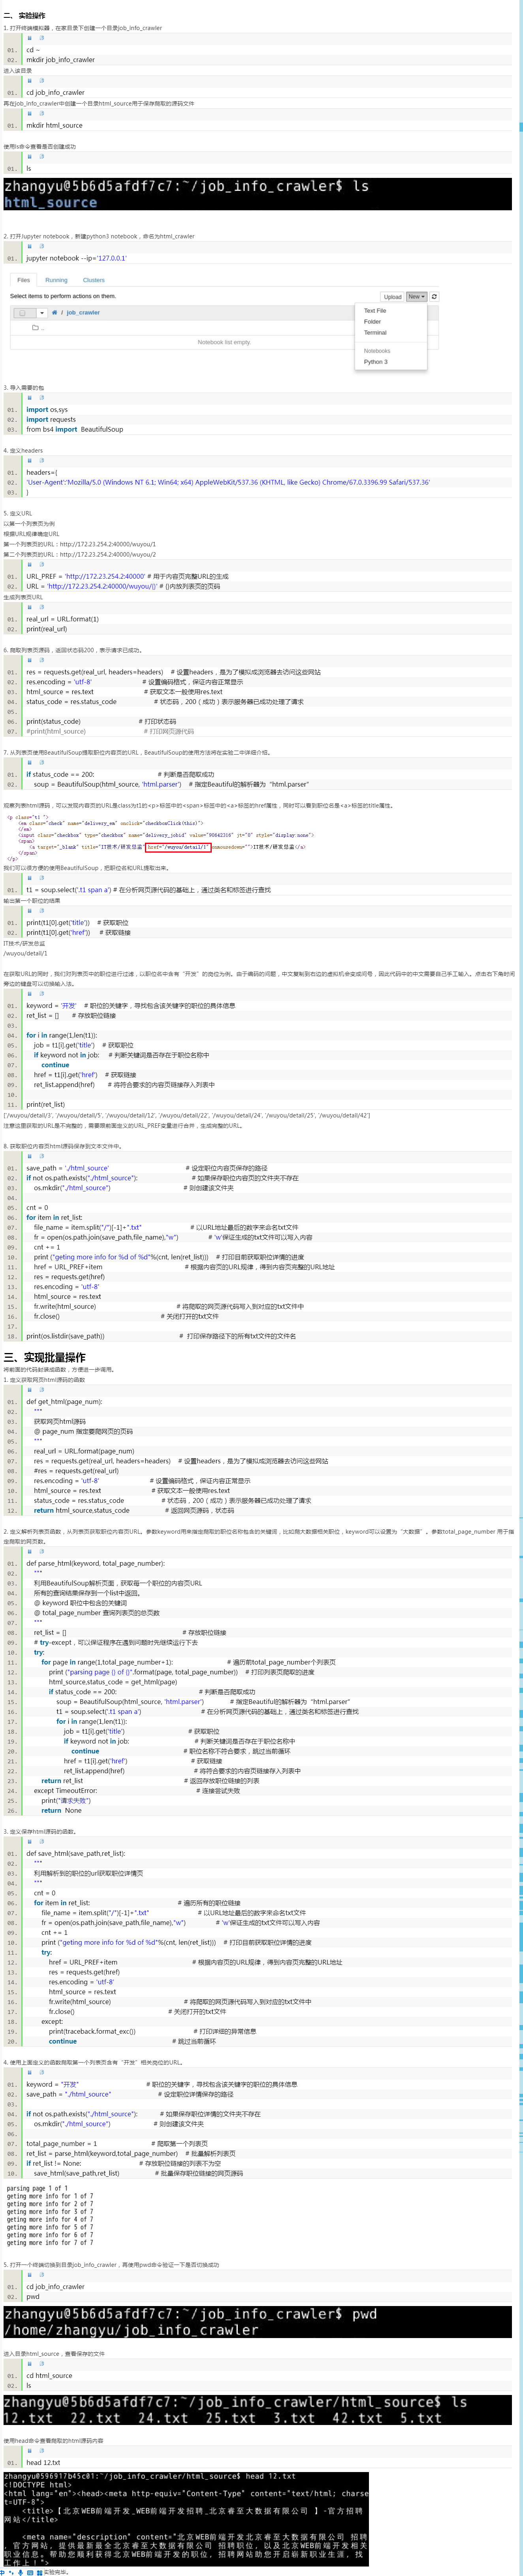 二、 实验操作
1. 打开终端模拟器，在家目录下创建一个目录job_info_crawler
01. cd ~
02. mkdir job_info_crawler
进入该目录
01. cd job_info_crawler
再在job_info_crawler中创建一个目录html_source用于保存爬取的源码文件
01. mkdir html_source
使用ls命令查看是否创建成功
01. ls
zhangyu@5b6d5afdf7c7:~/job_info_crawler$ ls
html_source
2. 打开Jupyter notebook，新建python3 notebook，命名为html_crawler
01. jupyter notebook --ip='127.0.0.1'
Files Running Clusters
Select items to perform actions on them.
Upload New
/ job_crawler
..
Notebook list empty.
Text File
Folder
Terminal
Notebooks
Python 3
3. 导入需要的包
01. import os,sys
02. import requests
03. from bs4 import BeautifulSoup
4. 定义headers
01. headers={
02. 'User-Agent':'Mozilla/5.0 (Windows NT 6.1; Win64; x64) AppleWebKit/537.36 (KHTML, like Gecko) Chrome/67.0.3396.99 Safari/537.36'
03. }
5. 定义URL
以第一个列表页为例
根据URL规律确定URL
第一个列表页的URL：http://172.23.254.2:40000/wuyou/1
第二个列表页的URL：http://172.23.254.2:40000/wuyou/2
01. URL_PREF = 'http://172.23.254.2:40000' # 用于内容页完整URL的生成
02. URL = 'http://172.23.254.2:40000/wuyou/{}' # {}内放列表页的页码
生成列表页URL
01. real_url = URL.format(1)
02. print(real_url)
6. 爬取列表页源码，返回状态码200，表示请求已成功。
01. res = requests.get(real_url, headers=headers) # 设置headers，是为了模拟成浏览器去访问这些网站
02. res.encoding = 'utf-8' # 设置编码格式，保证内容正常显示
03. html_source = res.text # 获取文本一般使用res.text
04. status_code = res.status_code # 状态码，200（成功）表示服务器已成功处理了请求
05.
06. print(status_code) # 打印状态码
07. #print(html_source) # 打印网页源代码
7. 从列表页使用BeautifulSoup提取职位内容页的URL，BeautifulSoup的使用方法将在实验二中详细介绍。
01. if status_code == 200: # 判断是否爬取成功
02. soup = BeautifulSoup(html_source, 'html.parser') # 指定Beautiful的解析器为 "html.parser"
观察列表html源码，可以发现内容页的URL是class为t1的<p>标签中的<span>标签中的<a>标签的href属性，同时可以看到职位名是<a>标签的title属性。
<p class="t1 ">
<em class="check" name="delivery_em" onclick="checkboxClick(this)">
</em>
<input class="checkbox" type="checkbox" name="delivery_jobid" value="90642316" jt="0" style="display:none">
<span>
<a target="_blank" title="IT技术/研发总监" href="/wuyou/detail/1" onmousedown="">IT技术/研发总监</a>
</span>
</p>
我们可以很方便的使用BeautifulSoup，把职位名和URL提取出来。
01. t1 = soup.select('.t1 span a') # 在分析网页源代码的基础上，通过类名和标签进行查找
输出第一个职位的结果
01. print(t1[0].get('title')) # 获取职位
02. print(t1[0].get('href')) # 获取链接
IT技术/研发总监
/wuyou/detail/1
在获取URL的同时，我们对列表页中的职位进行过滤，以职位名中含有“开发”的岗位为例。由于编码的问题，中文复制到右边的虚拟机会变成问号，因此代码中的中文需要自己手工输入。点击右下角时间旁边的键盘可以切换输入法。
01. keyword = '开发' # 职位的关键字，寻找包含该关键字的职位的具体信息
02. ret_list = [] # 存放职位链接
03.
04. for i in range(1,len(t1)):
05. job = t1[i].get('title') # 获取职位
06. if keyword not in job: # 判断关键词是否存在于职位名称中
07. continue
08. href = t1[i].get('href') # 获取链接
09. ret_list.append(href) # 将符合要求的内容页链接存入列表中
10.
11. print(ret_list)
['/wuyou/detail/3', '/wuyou/detail/5', '/wuyou/detail/12', '/wuyou/detail/22', '/wuyou/detail/24', '/wuyou/detail/25', '/wuyou/detail/42']
注意这里获取的URL是不完整的，需要跟前面定义的URL_PREF变量进行合并，生成完整的URL。
8. 获取职位内容页html源码保存到文本文件中。
01. save_path = './html_source' # 设定职位内容页保存的路径
02. if not os.path.exists("./html_source"): # 如果保存职位内容页的文件夹不存在
03. os.mkdir("./html_source") # 则创建该文件夹
04.
05. cnt = 0
06. for item in ret_list:
07. file_name = item.split("/")[-1]+".txt" # 以URL地址最后的数字来命名txt文件
08. fr = open(os.path.join(save_path,file_name),"w") # 'w'保证生成的txt文件可以写入内容
09. cnt += 1
10. print ("geting more info for %d of %d"%(cnt, len(ret_list))) # 打印目前获取职位详情的进度
11. href = URL_PREF+item # 根据内容页的URL规律，得到内容页完整的URL地址
12. res = requests.get(href)
13. res.encoding = 'utf-8'
14. html_source = res.text
15. fr.write(html_source) # 将爬取的网页源代码写入到对应的txt文件中
16. fr.close() # 关闭打开的txt文件
17.
18. print(os.listdir(save_path)) # 打印保存路径下的所有txt文件的文件名
三、实现批量操作
将前面的代码封装成函数，方便进一步调用。
1. 定义获取网页html源码的函数
01. def get_html(page_num):
02. """
03. 获取网页html源码
04. @ page_num 指定要爬网页的页码
05. """
06. real_url = URL.format(page_num)
07. res = requests.get(real_url, headers=headers) # 设置headers，是为了模拟成浏览器去访问这些网站
08. #res = requests.get(real_url)
09. res.encoding = 'utf-8' # 设置编码格式，保证内容正常显示
10. html_source = res.text # 获取文本一般使用res.text
11. status_code = res.status_code # 状态码，200（成功）表示服务器已成功处理了请求
12. return html_source,status_code # 返回网页源码，状态码
2. 定义解析列表页函数，从列表页获取职位内容页URL。参数keyword用来指定爬取的职位名称包含的关键词，比如爬大数据相关职位，keyword可以设置为“大数据”。参数total_page_number 用于指定爬取的网页数。
01. def parse_html(keyword, total_page_number):
02. """
03. 利用BeautifulSoup解析页面，获取每一个职位的内容页URL
04. 所有的查询结果保存到一个list中返回。
05. @ keyword 职位中包含的关键词
06. @ total_page_number 查询列表页的总页数
07. """
08. ret_list = [] # 存放职位链接
09. # try-except，可以保证程序在遇到问题时先继续运行下去
10. try:
11. for page in range(1,total_page_number+1): # 遍历前total_page_number个列表页
12. print ("parsing page {} of {}".format(page, total_page_number)) # 打印列表页爬取的进度
13. html_source,status_code = get_html(page)
14. if status_code == 200: # 判断是否爬取成功
15. soup = BeautifulSoup(html_source, 'html.parser') # 指定Beautiful的解析器为 "html.parser"
16. t1 = soup.select('.t1 span a') # 在分析网页源代码的基础上，通过类名和标签进行查找
17. for i in range(1,len(t1)):
18. job = t1[i].get('title') # 获取职位
19. if keyword not in job: # 判断关键词是否存在于职位名称中
20. continue # 职位名称不符合要求，跳过当前循环
21. href = t1[i].get('href') # 获取链接
22. ret_list.append(href) # 将符合要求的内容页链接存入列表中
23. return ret_list # 返回存放职位链接的列表
24. except TimeoutError: # 连接尝试失败
25. print("请求失败")
26. return None
3. 定义保存html源码的函数。
01. def save_html(save_path,ret_list):
02. """
03. 利用解析到的职位的url获取职位详情页
04. """
05. cnt = 0
06. for item in ret_list: # 遍历所有的职位链接
07. file_name = item.split("/")[-1]+".txt" # 以URL地址最后的数字来命名txt文件
08. fr = open(os.path.join(save_path,file_name),"w") # 'w'保证生成的txt文件可以写入内容
09. cnt += 1
10. print ("geting more info for %d of %d"%(cnt, len(ret_list))) # 打印目前获取职位详情的进度
11. try:
12. href = URL_PREF+item # 根据内容页的URL规律，得到内容页完整的URL地址
13. res = requests.get(href)
14. res.encoding = 'utf-8'
15. html_source = res.text
16. fr.write(html_source) # 将爬取的网页源代码写入到对应的txt文件中
17. fr.close() # 关闭打开的txt文件
18. except:
19. print(traceback.format_exc()) # 打印详细的异常信息
20. continue # 跳过当前循环
4. 使用上面定义的函数爬取第一个列表页含有“开发”相关岗位的URL。
01. keyword = "开发" # 职位的关键字，寻找包含该关键字的职位的具体信息
02. save_path = "./html_source" # 设定职位详情保存的路径
03.
04. if not os.path.exists("./html_source"): # 如果保存职位详情的文件夹不存在
05. os.mkdir("./html_source") # 则创建该文件夹
06.
07. total_page_number = 1 # 爬取第一个列表页
08. ret_list = parse_html(keyword,total_page_number) # 批量解析列表页
09. if ret_list != None: # 存放职位链接的列表不为空
10. save_html(save_path,ret_list) # 批量保存职位链接的网页源码
parsing page 1 of 1
geting more info for 1 of 7
geting more info for 2 of 7
geting more info for 3 of 7
geting more info for 4 of 7
geting more info for 5 of 7
geting more info for 6 of 7
geting more info for 7 of 7
5. 打开一个终端切换到目录job_info_crawler，再使用pwd命令验证一下是否切换成功
01. cd job_info_crawler
02. pwd
zhangyu@5b6d5afdf7c7:~/job_info_crawler$ pwd
/home/zhangyu/job_info_crawler
进入目录html_source，查看保存的文件
01. cd html_source
02. ls
zhangyu@5b6d5afdf7c7:~/job_info_crawler/html_source$ ls
12.txt 22.txt 24.txt 25.txt 3.txt 42.txt 5.txt
使用head命令查看爬取的html源码内容
01. head 12.txt
zhangyu@596917b45c01:~/job_info_crawler/html_source$ head 12.txt
<!DOCTYPE html>
<html lang="en"><head><meta http-equiv="Content-Type" content="text/html; charse
t=UTF-8">
<title>【北京WEB前端开发_WEB前端开发招聘_北京睿至大数据有限公司 】-官方招聘
网站</title>
<meta name="description" content="北京WEB前端开发北京睿至大数据有限公司 招聘
，官方网站，提供最新最全北京睿至大数据有限公司 招聘职位，以及北京WEB前端开发相关
职业信息。帮助您顺利获得北京WEB前端开发的职位，招聘网站助您开启崭新职业生涯，找
工作上！">
中
实验完毕。